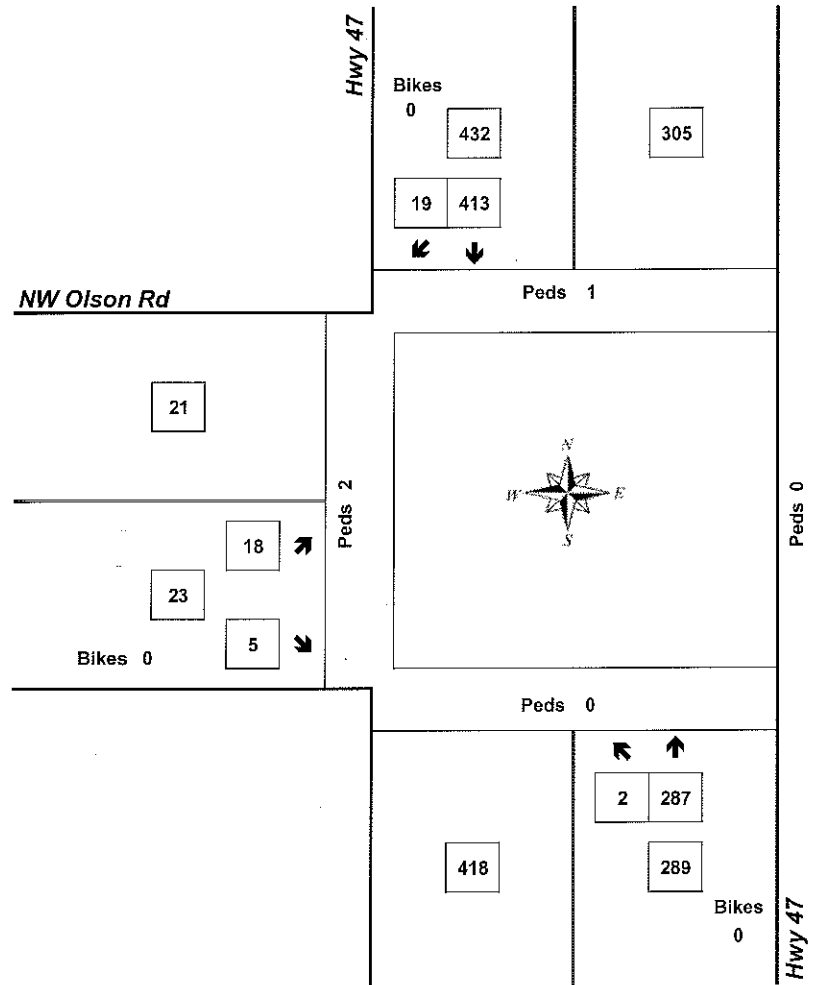 Hwy 47
Bikes
0
432
305
19 413
Peds 1
NW Olson Rd
21
N
W E
S
Peds 2
Peds 0
18
23
5
Bikes 0
Peds 0
2 287
418
289
Bikes
0
Hwy 47